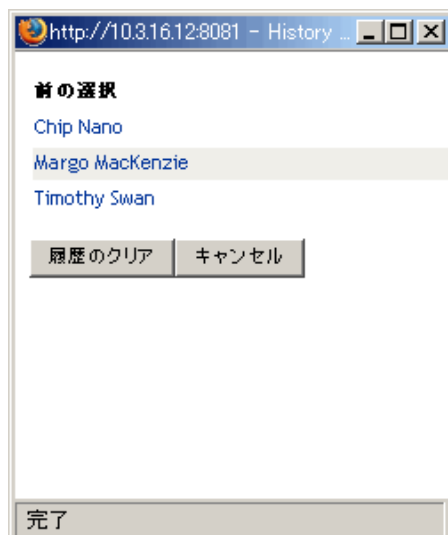 http://10.3.16.12:8081 - History ...
前の選択
Chip Nano
Margo MacKenzie
Timothy Swan
履歴のクリア キャンセル
完了